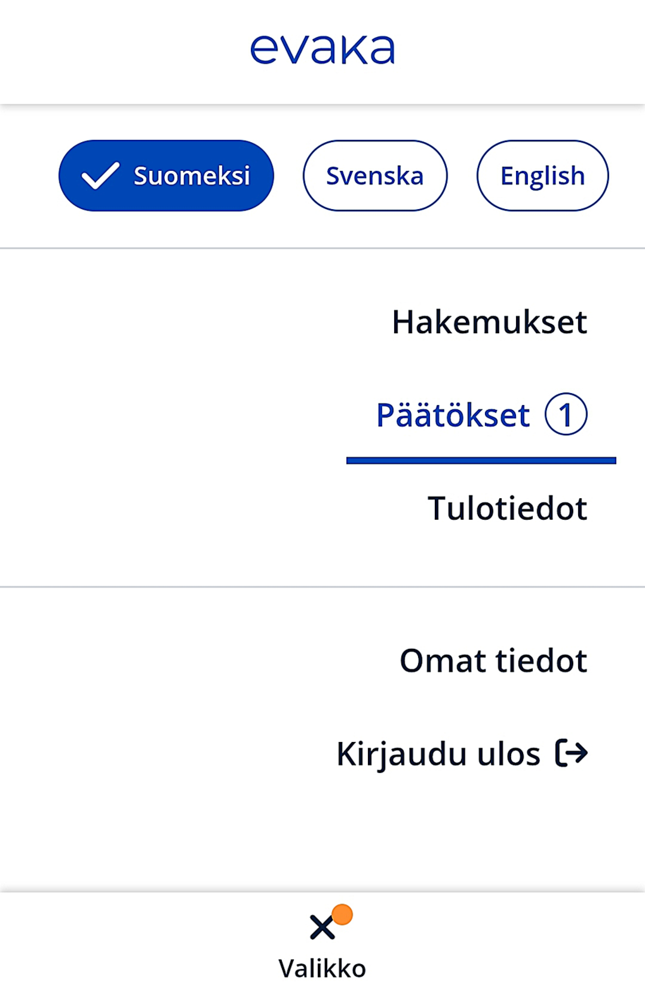 evaka
Suomeksi Svenska English
Hakemukset
Päätökset 1
Tulotiedot
Omat tiedot
Kirjaudu ulos
Valikko